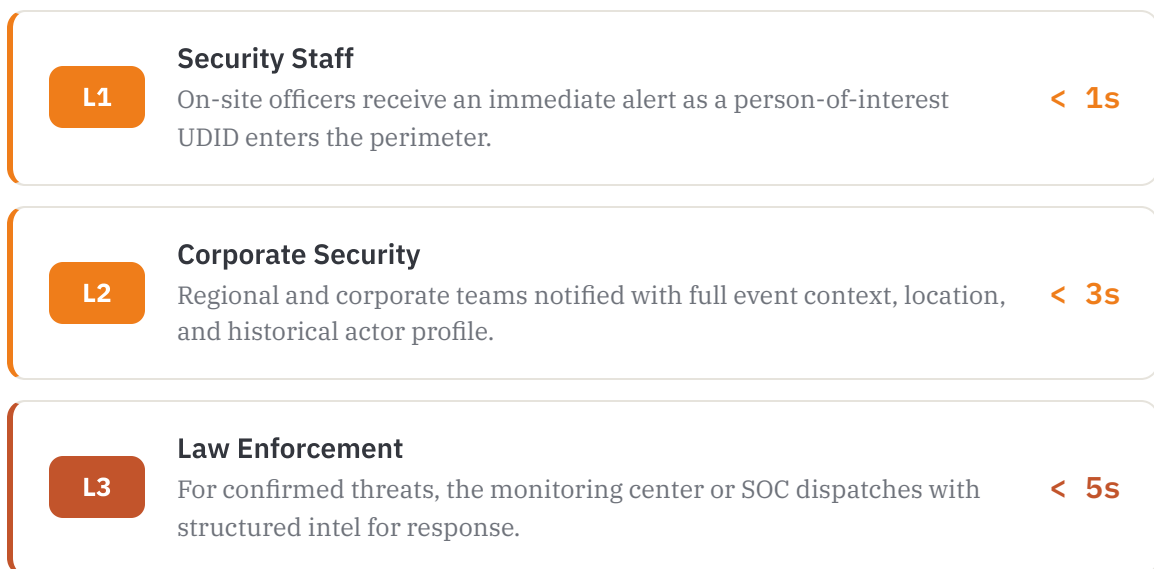 Security Staff
L1
On-site officers receive an immediate alert as a person-of-interest
< 1s
UDID enters the perimeter.
Corporate Security
L2
Regional and corporate teams notified with full event context, location,
< 3s
and historical actor profile.
Law Enforcement
L3
For confirmed threats, the monitoring center or SOC dispatches with
< 5s
structured intel for response.